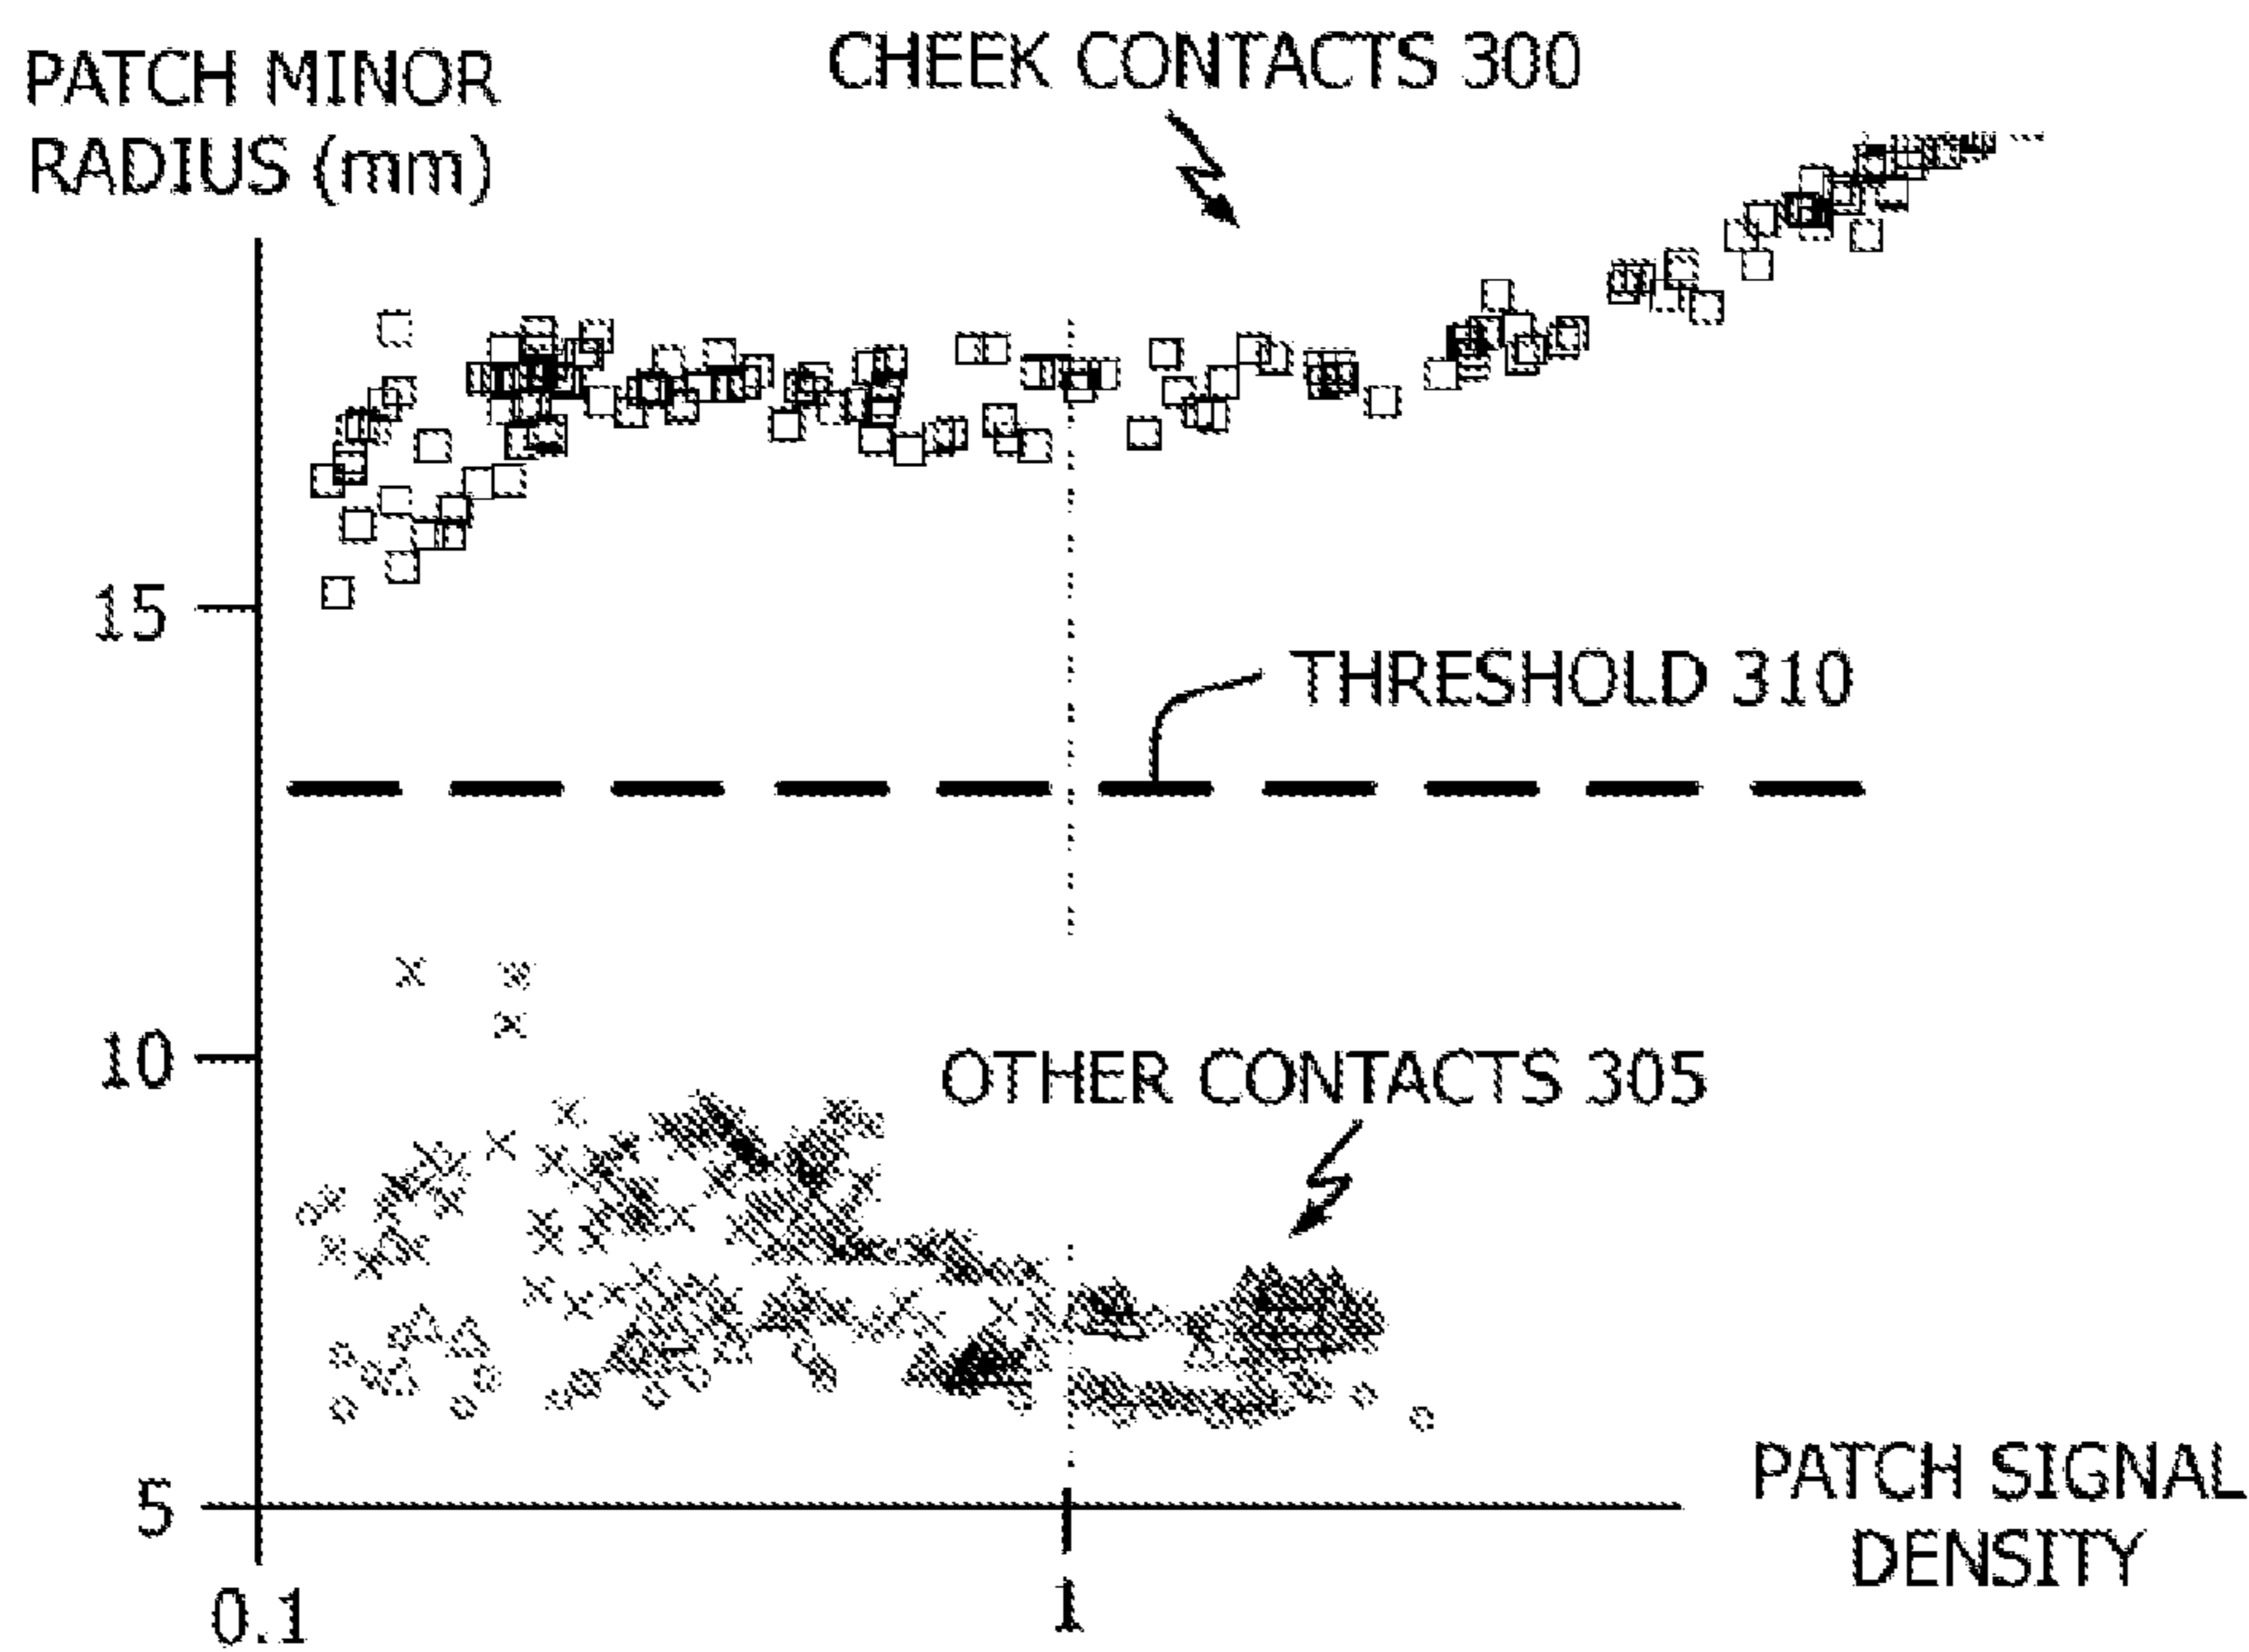 PATCH MINOR
RADIUS (mm)
CHEEK CONTACTS 300
15
THRESHOLD 310
10
OTHER CONTACTS 305
5
PATCH SIGNAL
DENSITY
0.1
1